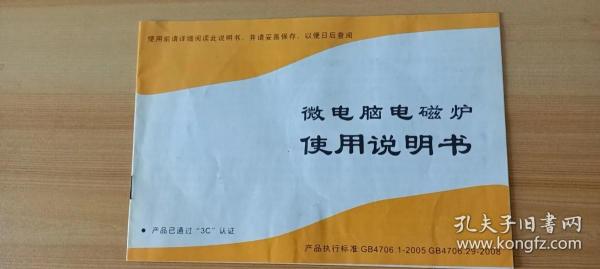 使用前请详细阅读此说明书，并请妥善保存，以便日后查阅
微电脑电磁炉
使用说明书
● 产品已通过“3C”认证
产品执行标准:GB4706.1-2005 GB4706.29-2008
孔夫子旧书网
www.kongfz.com